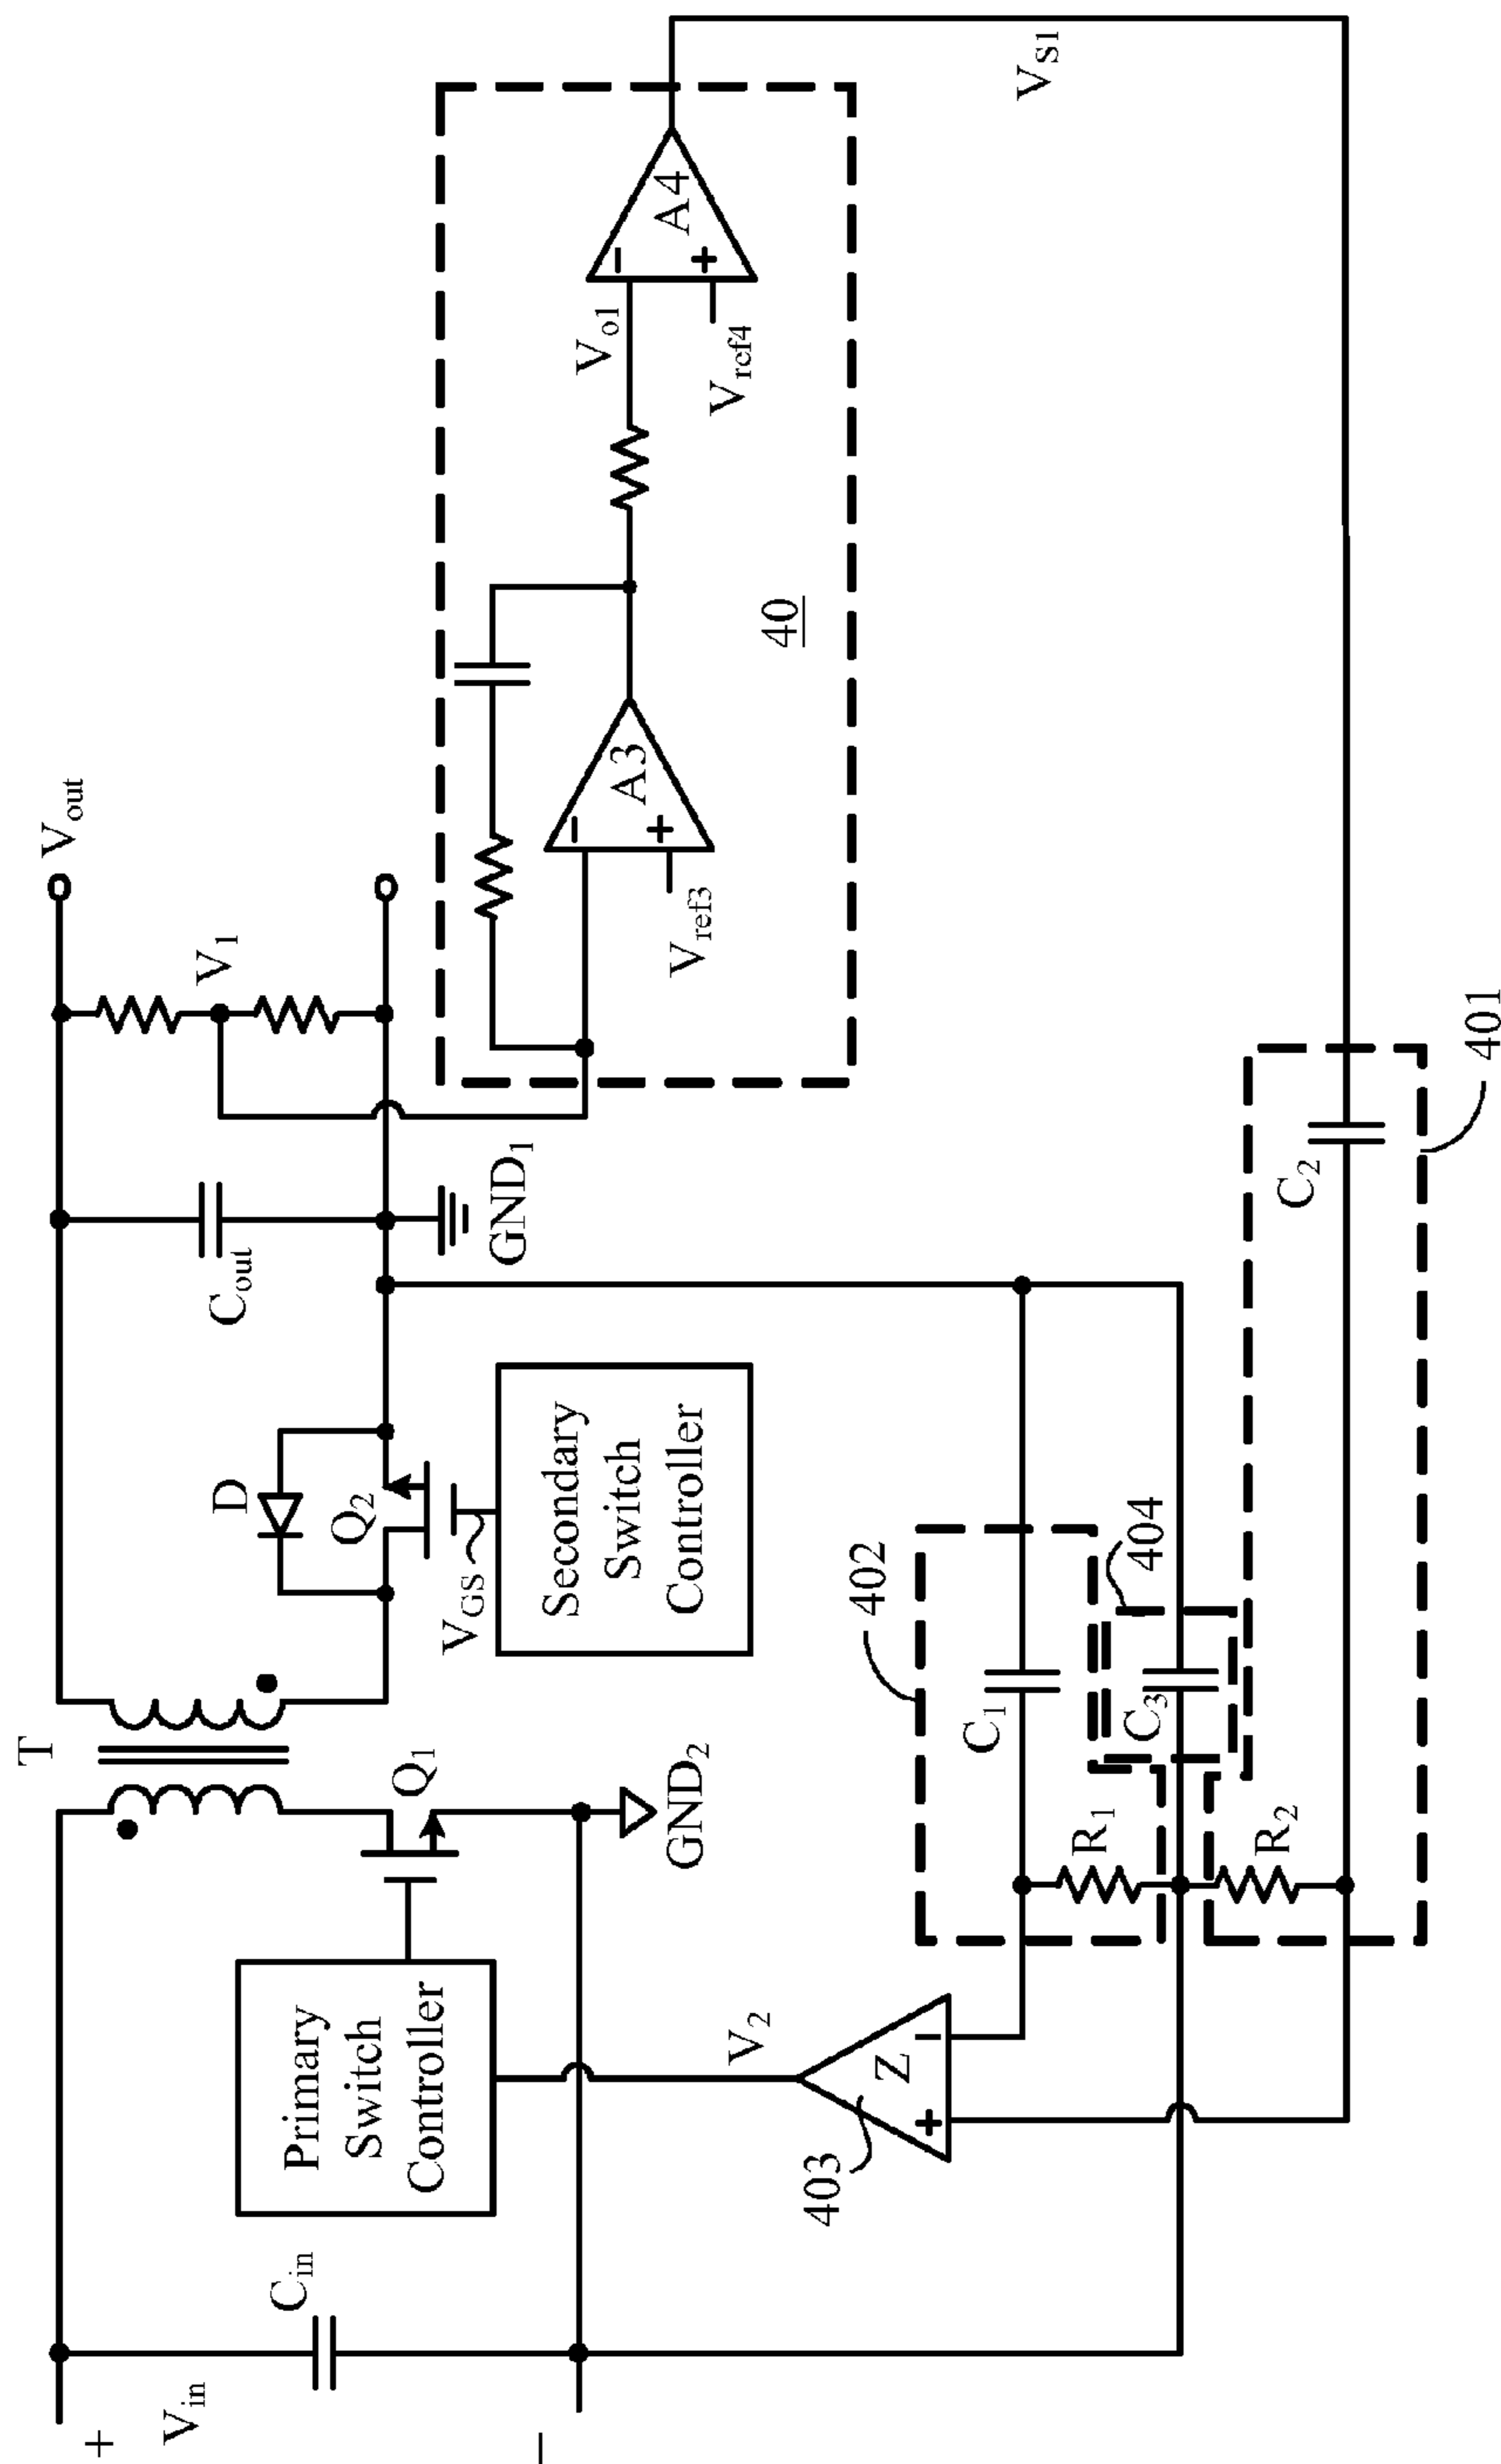 T
V_out
+
V_in
−
C_in
Primary
Switch
Controller
Q_1
GND_2
D
Q_2
V_GS
Secondary
Switch
Controller
C_out
GND_1
V_1
A3
−
+
V_ref3
V_o1
A4
−
+
V_ref4
40
V_S1
V_2
Z
−
+
403
402
C_1
R_1
404
C_3
R_2
C_2
401